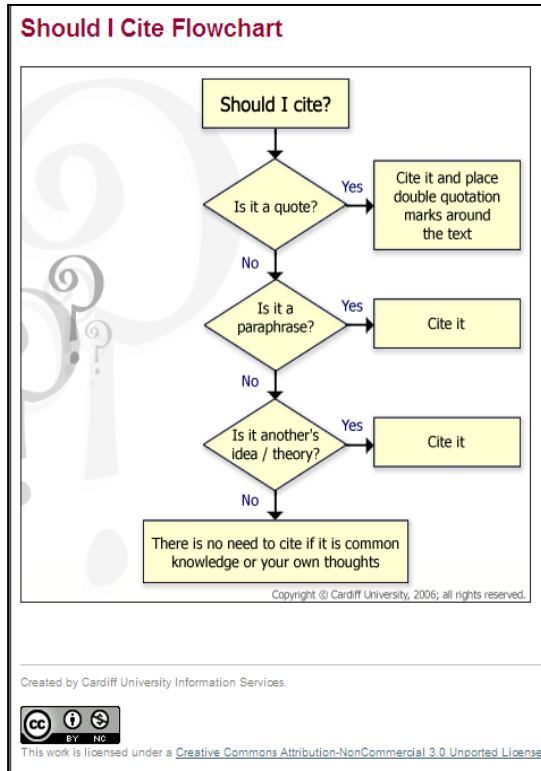 Should I Cite Flowchart
Should I cite?
Is it a quote?
Yes
Cite it and place
double quotation
marks around
the text
No
Is it a
paraphrase?
Yes
Cite it
No
Is it another's
idea / theory?
Yes
Cite it
No
There is no need to cite if it is common
knowledge or your own thoughts
Copyright © Cardiff University, 2006; all rights reserved.
Created by Cardiff University Information Services.
cc
BY NC
This work is licensed under a Creative Commons Attribution-NonCommercial 3.0 Unported License